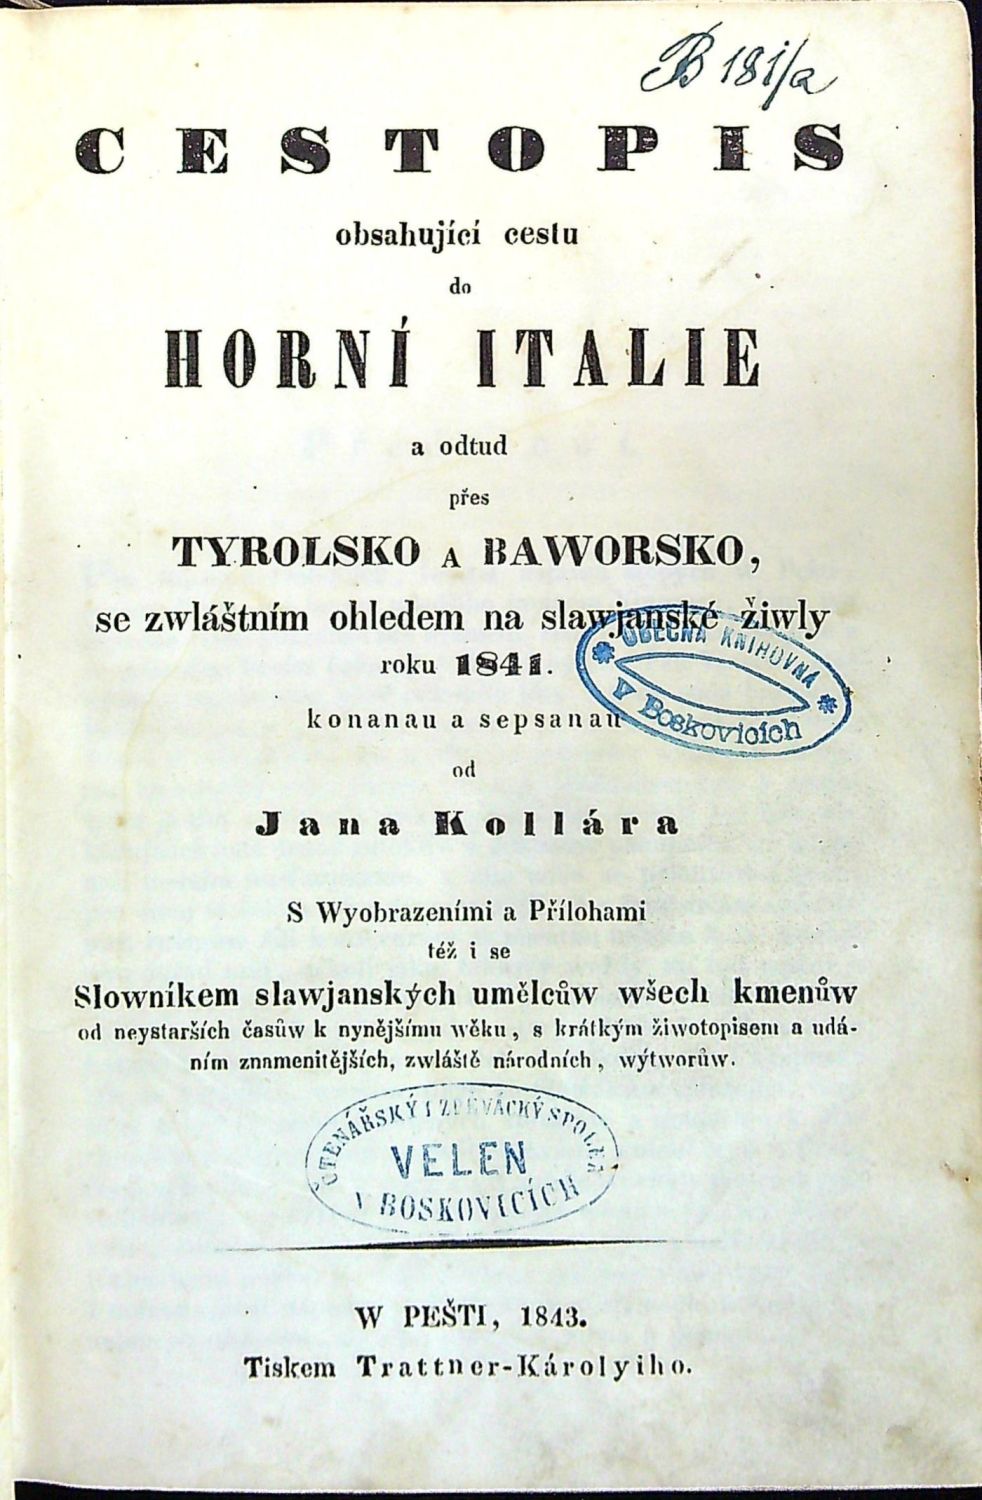 B 181/a
CESTOPIS
obsahující cestu
do
HORNÍ ITALIE
a odtud
přes
TYROLSKO A BAWORSKO,
se zwláštním ohledem na slawjanské žiwly
roku 1841.
konanau a sepsanau
OBECNÁ KNIHOVNA
V Boskovicích
od
Jana Kollára
S Wyobrazeními a Přílohami
též i se
Slowníkem slawjanských umělcůw wšech kmenůw
od neystarších časůw k nynějšímu wěku, s krátkým žiwotopisem a udá-
ním znamenitějších, zwláště národních, wýtworůw.
ČTENÁŘSKÝ I ZPĚVÁCKÝ SPOLEK
VELEN
V BOSKOVICÍCH
W PEŠTI, 1843.
Tiskem Trattner-Károlyiho.